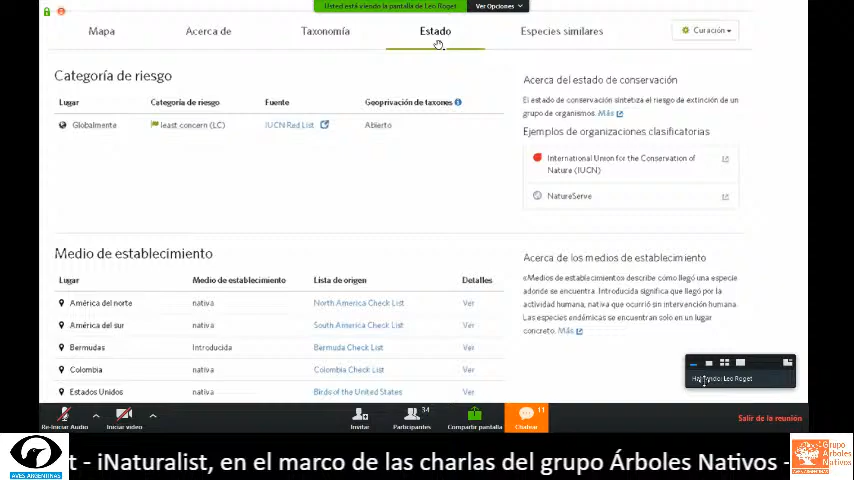 Usted está viendo la pantalla de Leo Roget
Ver Opciones
Mapa
Acerca de
Taxonomía
Estado
Especies similares
Curación
Categoría de riesgo
Lugar Categoría de riesgo Fuente Geoprivación de taxones
Globalmente least concern (LC) IUCN Red List Abierto
Acerca del estado de conservación
El estado de conservación sintetiza el riesgo de extinción de un
grupo de organismos. Más
Ejemplos de organizaciones clasificatorias
International Union for the Conservation of
Nature (IUCN)
NatureServe
Medio de establecimiento
Lugar Medio de establecimiento Lista de origen Detalles
América del norte nativa North America Check List Ver
América del sur nativa South America Check List Ver
Bermudas Introducida Bermuda Check List Ver
Colombia nativa Colombia Check List Ver
Estados Unidos nativa Birds of the United States Ver
Acerca de los medios de establecimiento
«Medios de establecimiento» describe cómo llegó una especie
adonde se encuentra. Introducida significa que llegó por la
actividad humana, nativa que ocurrió sin intervención humana.
Las especies endémicas se encuentran solo en un lugar
concreto. Más
Leo Roget
Re-Iniciar Audio
Iniciar video
Invitar
34
Participantes
Compartir pantalla
11
Chatear
Salir de la reunión
t - iNaturalist, en el marco de las charlas del grupo Árboles Nativos -
AVES ARGENTINAS
Grupo
Árboles
Nativos